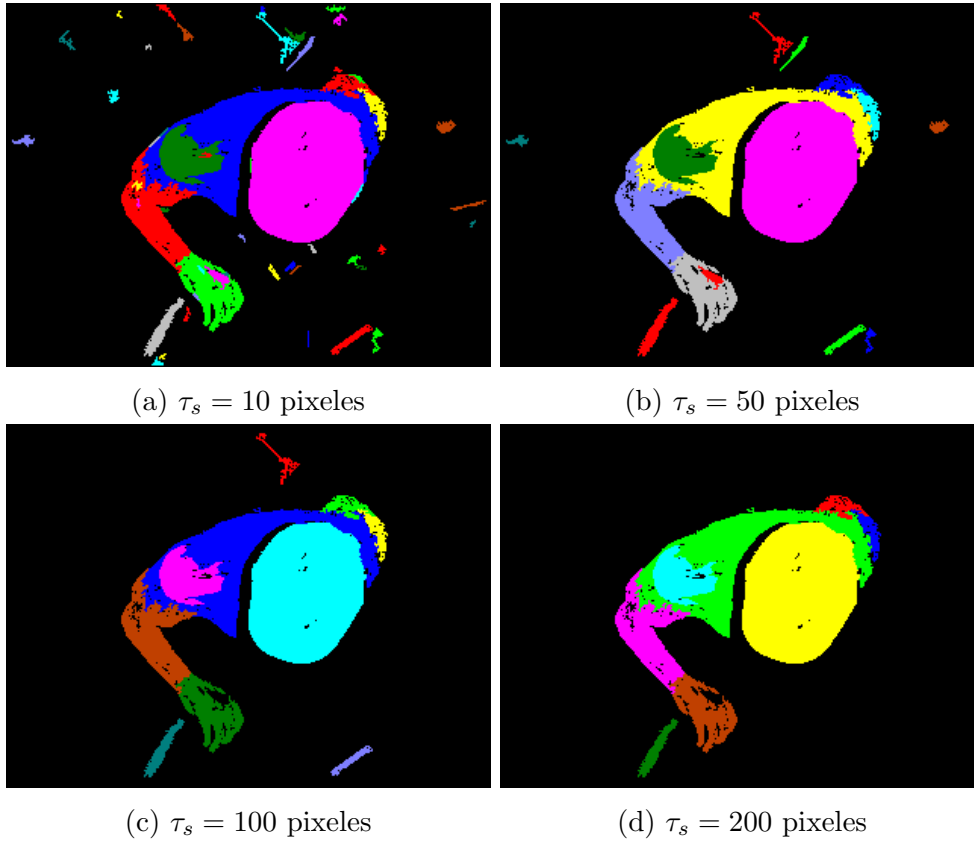 (a) τs = 10 pixeles
(b) τs = 50 pixeles
(c) τs = 100 pixeles
(d) τs = 200 pixeles